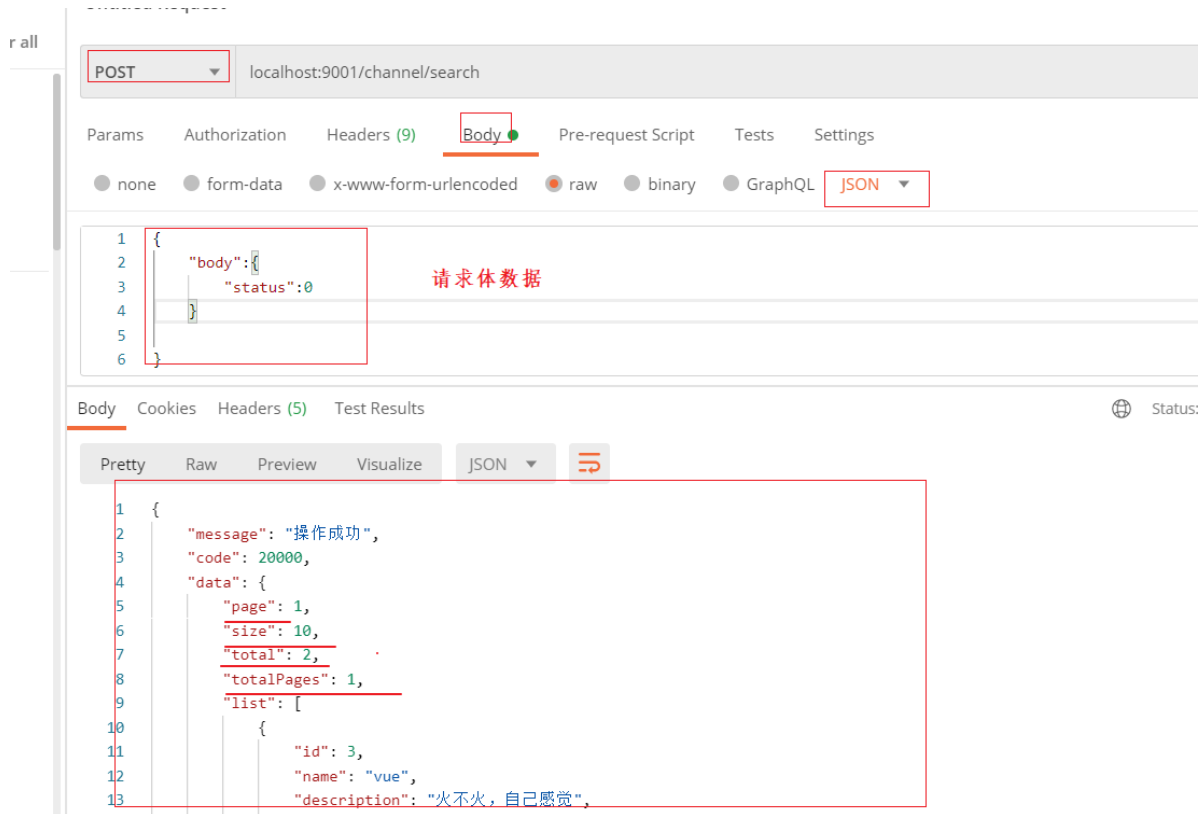 r all
POST localhost:9001/channel/search
Params Authorization Headers (9) Body Pre-request Script Tests Settings
none form-data x-www-form-urlencoded raw binary GraphQL JSON
1 {
2 "body":{
3 "status":0
4 }
5
6 }
请求体数据
Body Cookies Headers (5) Test Results Status:
Pretty Raw Preview Visualize JSON
1 {
2 "message": "操作成功",
3 "code": 20000,
4 "data": {
5 "page": 1,
6 "size": 10,
7 "total": 2,
8 "totalPages": 1,
9 "list": [
10 {
11 "id": 3,
12 "name": "vue",
13 "description": "火不火，自己感觉",